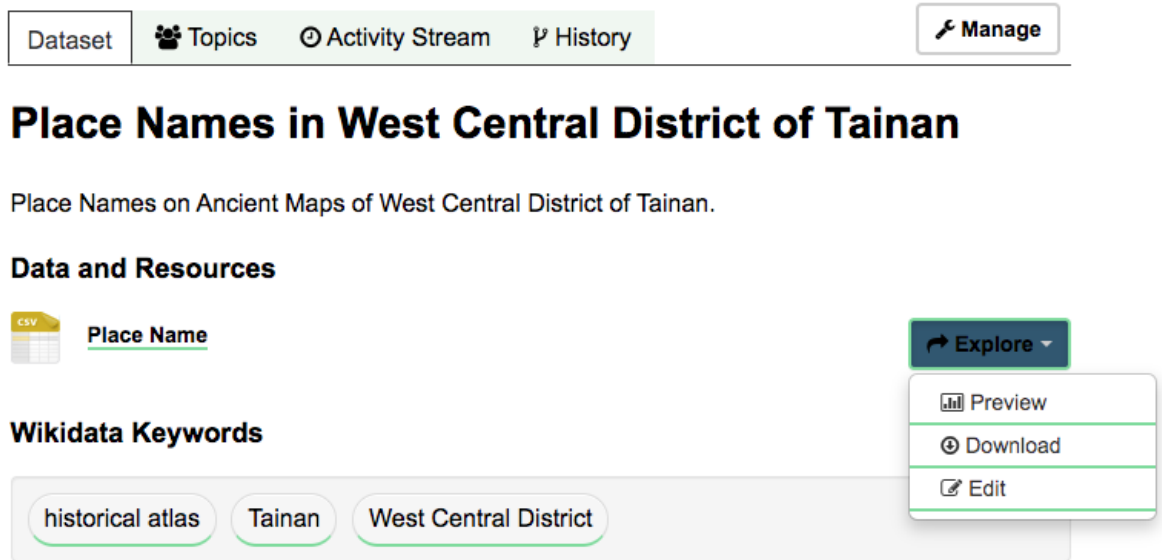 Dataset Topics Activity Stream History Manage
Place Names in West Central District of Tainan
Place Names on Ancient Maps of West Central District of Tainan.
Data and Resources
CSV
Place Name
Explore
Preview
Download
Edit
Wikidata Keywords
historical atlas Tainan West Central District